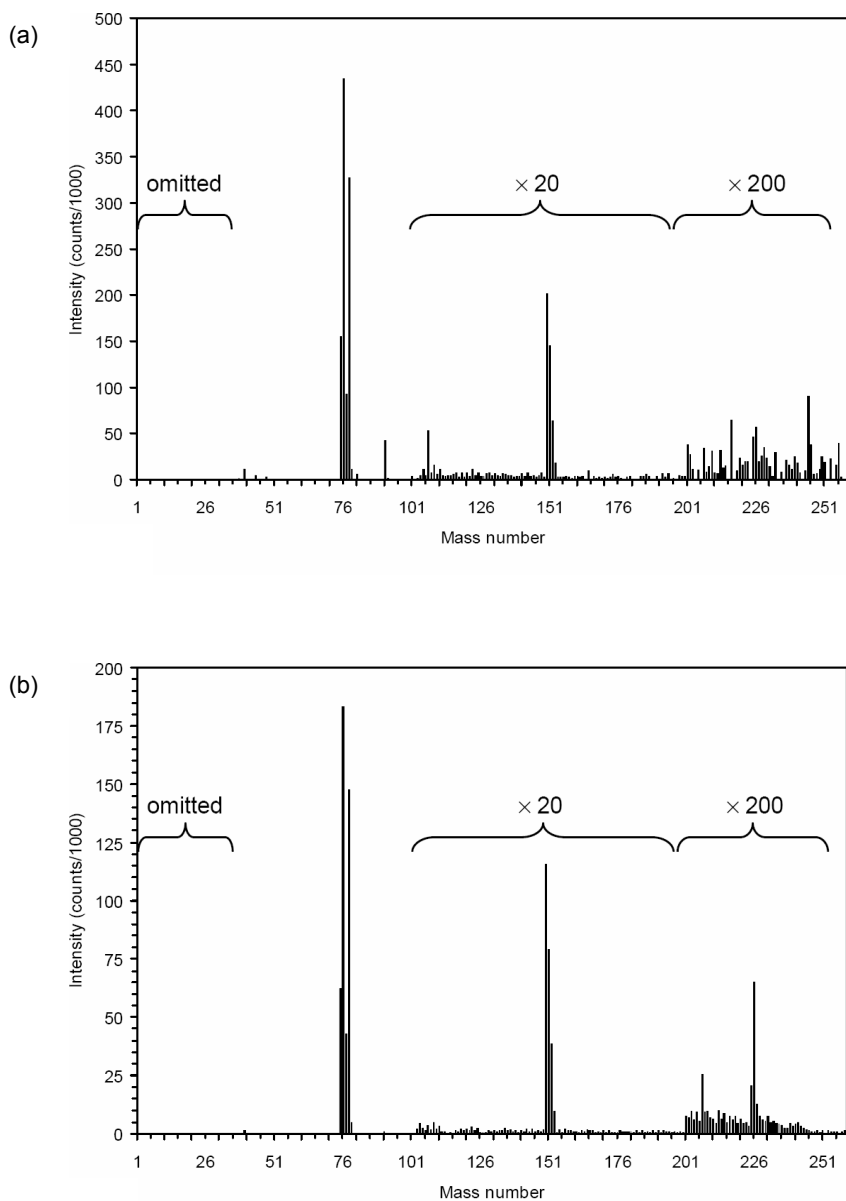 (a)
500
450
400
350
300
250
200
150
100
50
0
Intensity (counts/1000)
omitted
× 20
× 200
1 26 51 76 101 126 151 176 201 226 251
Mass number
(b)
200
175
150
125
100
75
50
25
0
Intensity (counts/1000)
omitted
× 20
× 200
1 26 51 76 101 126 151 176 201 226 251
Mass number